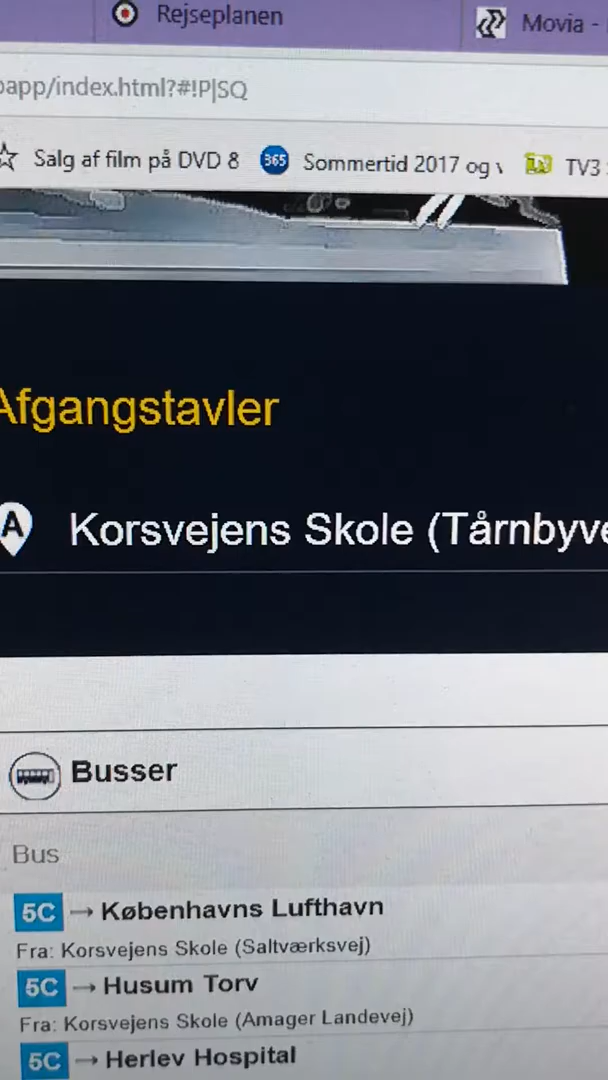 Rejseplanen Movia -
app/index.html?#!P|SQ
Salg af film på DVD 8 365 Sommertid 2017 og TV3
Afgangstavler
A Korsvejens Skole (Tårnbyve
Busser
Bus
5C → Københavns Lufthavn
Fra: Korsvejens Skole (Saltværksvej)
5C → Husum Torv
Fra: Korsvejens Skole (Amager Landevej)
5C → Herlev Hospital